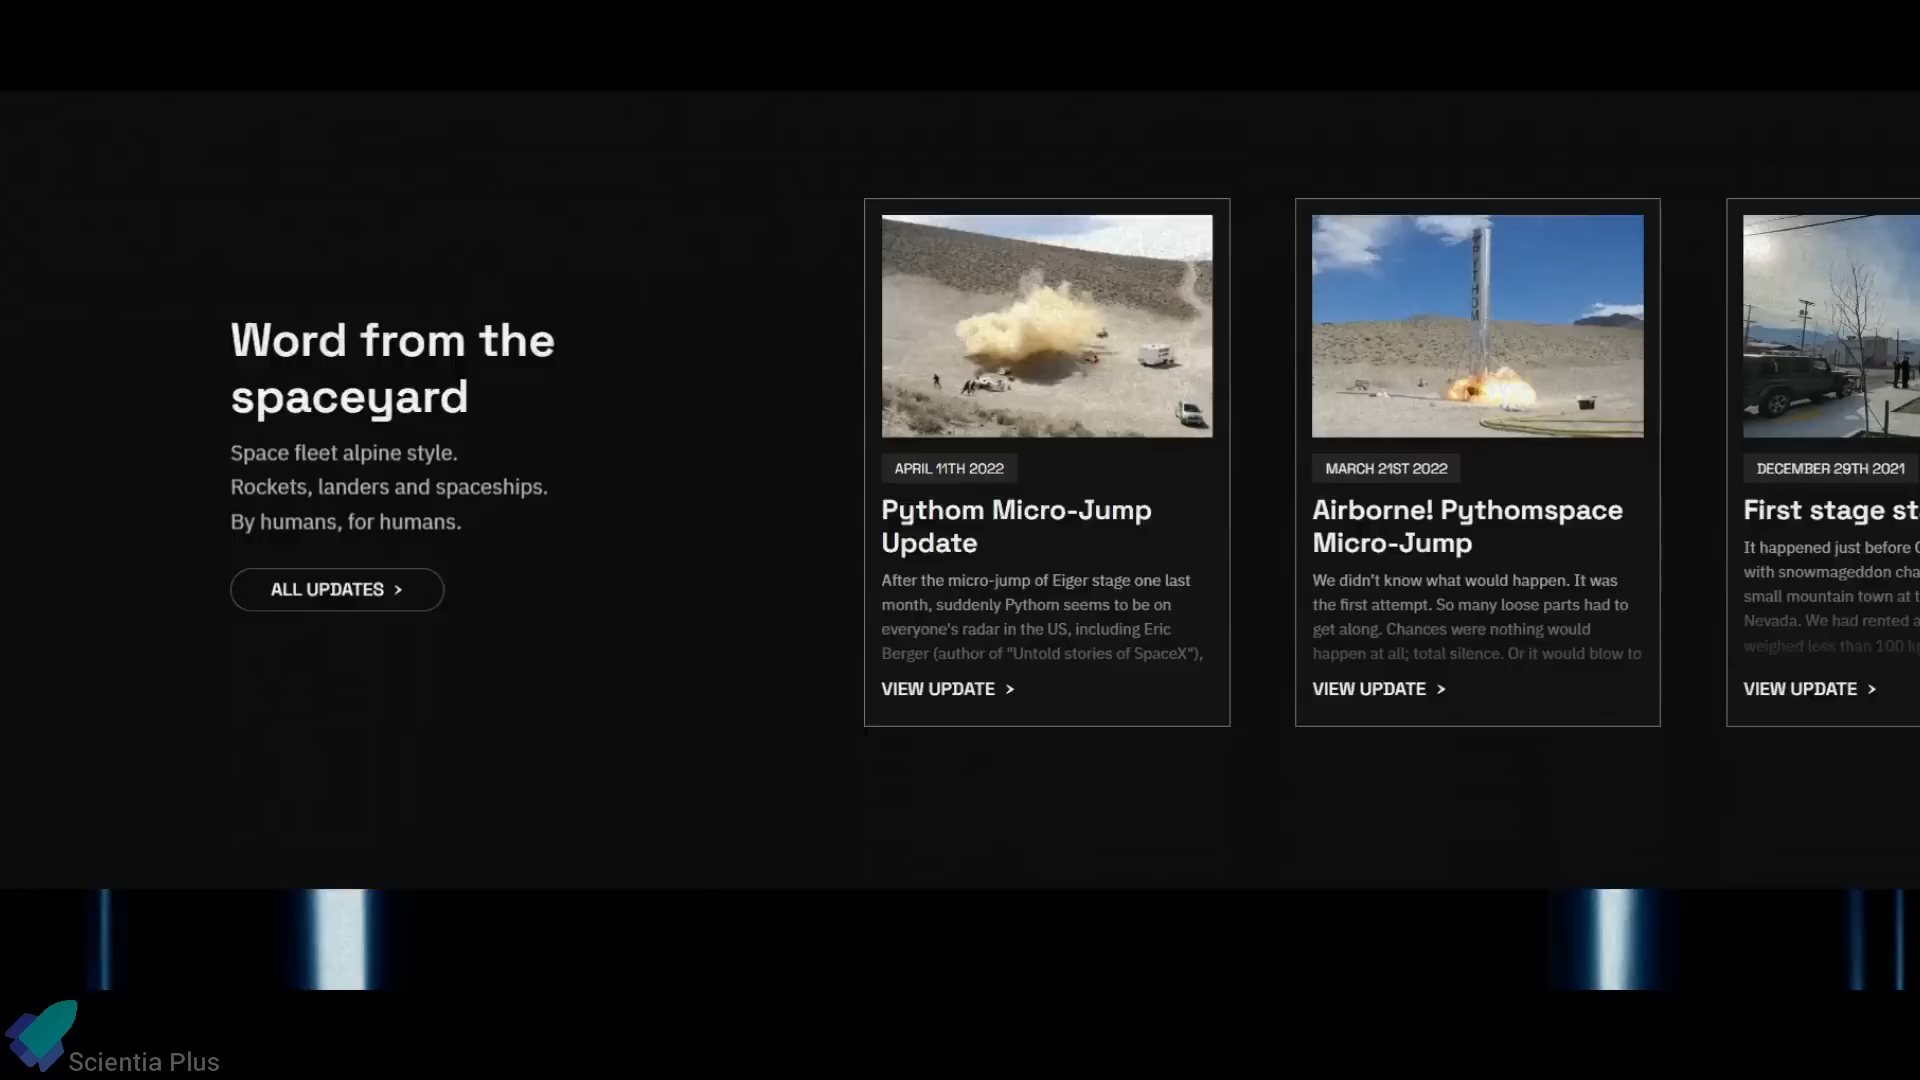 Word from the
spaceyard
Space fleet alpine style.
Rockets, landers and spaceships.
By humans, for humans.
ALL UPDATES >
PYTHOM
APRIL 11TH 2022
Pythom Micro-Jump
Update
After the micro-jump of Eiger stage one last
month, suddenly Pythom seems to be on
everyone's radar in the US, including Eric
Berger (author of "Untold stories of SpaceX"),
VIEW UPDATE >
MARCH 21ST 2022
Airborne! Pythomspace
Micro-Jump
We didn't know what would happen. It was
the first attempt. So many loose parts had to
get along. Chances were nothing would
happen at all; total silence. Or it would blow to
VIEW UPDATE >
DECEMBER 29TH 2021
First stage
It happened just before
with snowmageddon
small mountain town at
Nevada. We had rented a
weighed less than 100
VIEW UPDATE >
Scientia Plus